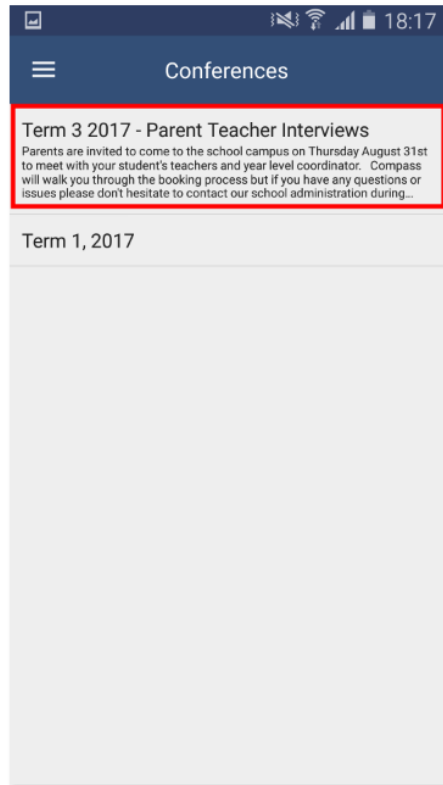 18:17
Conferences
Term 3 2017 - Parent Teacher Interviews
Parents are invited to come to the school campus on Thursday August 31st
to meet with your student's teachers and year level coordinator.   Compass
will walk you through the booking process but if you have any questions or
issues please don't hesitate to contact our school administration during...
Term 1, 2017